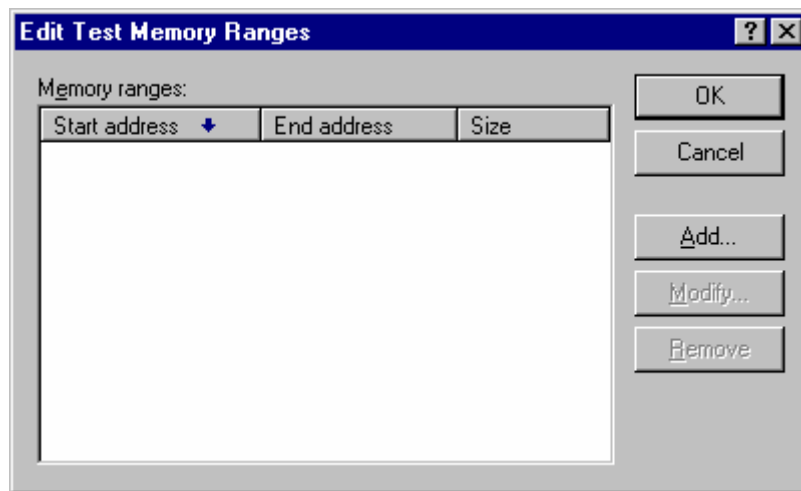 Edit Test Memory Ranges
Memory ranges:
Start address End address Size
OK
Cancel
Add...
Modify...
Remove